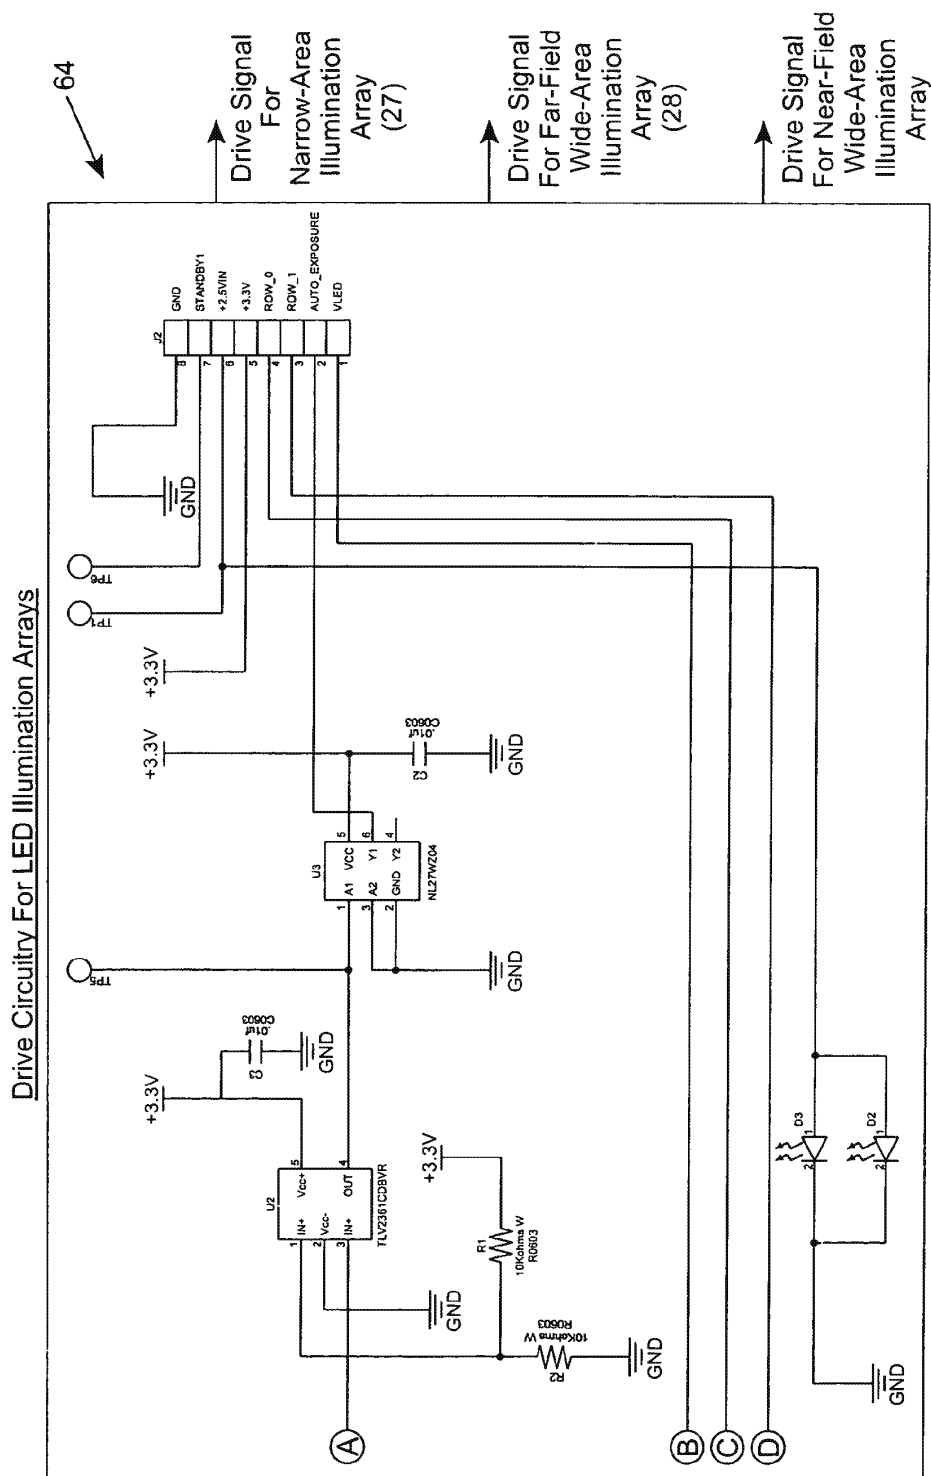 Drive Circuitry For LED Illumination Arrays
64
Drive Signal
For
Narrow-Area
Illumination
Array
(27)
Drive Signal
For Far-Field
Wide-Area
Illumination
Array
(28)
Drive Signal
For Near-Field
Wide-Area
Illumination
Array
J2
8 GND
7 STANDBY1
6 +2.5VIN
5 +3.3V
4 ROW_0
3 ROW_1
2 AUTO_EXPOSURE
1 VLED
GND
TP6
TP1
+3.3V
+3.3V
C2
.01uf
C0603
GND
U3
1 A1 VCC 5
3 A2 Y1 6
2 GND Y2 4
NL27WZ04
GND
TP5
+3.3V
C3
.01uf
C0603
GND
U2
1 IN+ Vcc+ 5
2 Vcc-
3 IN+ OUT 4
TLV2361CDBVR
GND
+3.3V
R1
10Kohms W
R0603
R2
10Kohms W
R0603
GND
D3
2 1
D2
2 1
GND
A
B
C
D